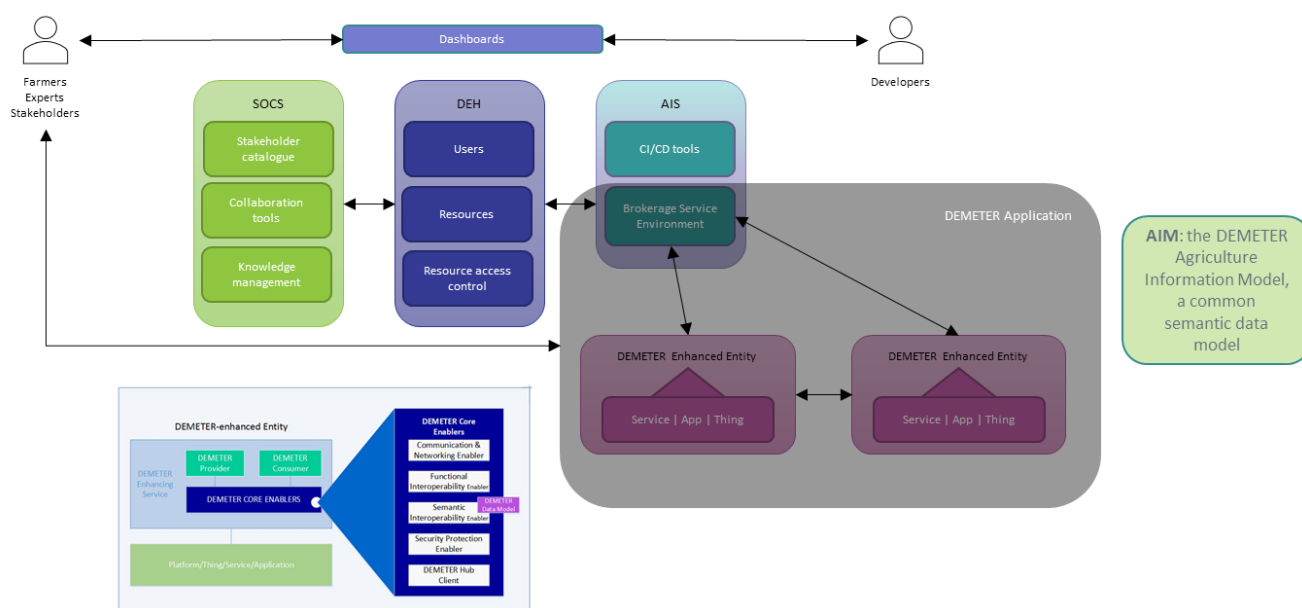 Dashboards
Farmers
Experts
Stakeholders
Developers
SOCS
Stakeholder
catalogue
Collaboration
tools
Knowledge
management
DEH
Users
Resources
Resource access
control
AIS
CI/CD tools
Brokerage Service
Environment
DEMETER Application
DEMETER Enhanced Entity
Service | App | Thing
DEMETER Enhanced Entity
Service | App | Thing
AIM: the DEMETER
Agriculture
Information Model,
a common
semantic data
model
DEMETER-enhanced Entity
DEMETER
Enhancing
Service
DEMETER
Provider
DEMETER
Consumer
DEMETER CORE ENABLERS
Platform/Thing/Service/Application
DEMETER Core
Enablers
Communication &
Networking Enabler
Functional
Interoperability Enabler
Semantic
Interoperability Enabler
DEMETER
Data Model
Security Protection
Enabler
DEMETER Hub
Client